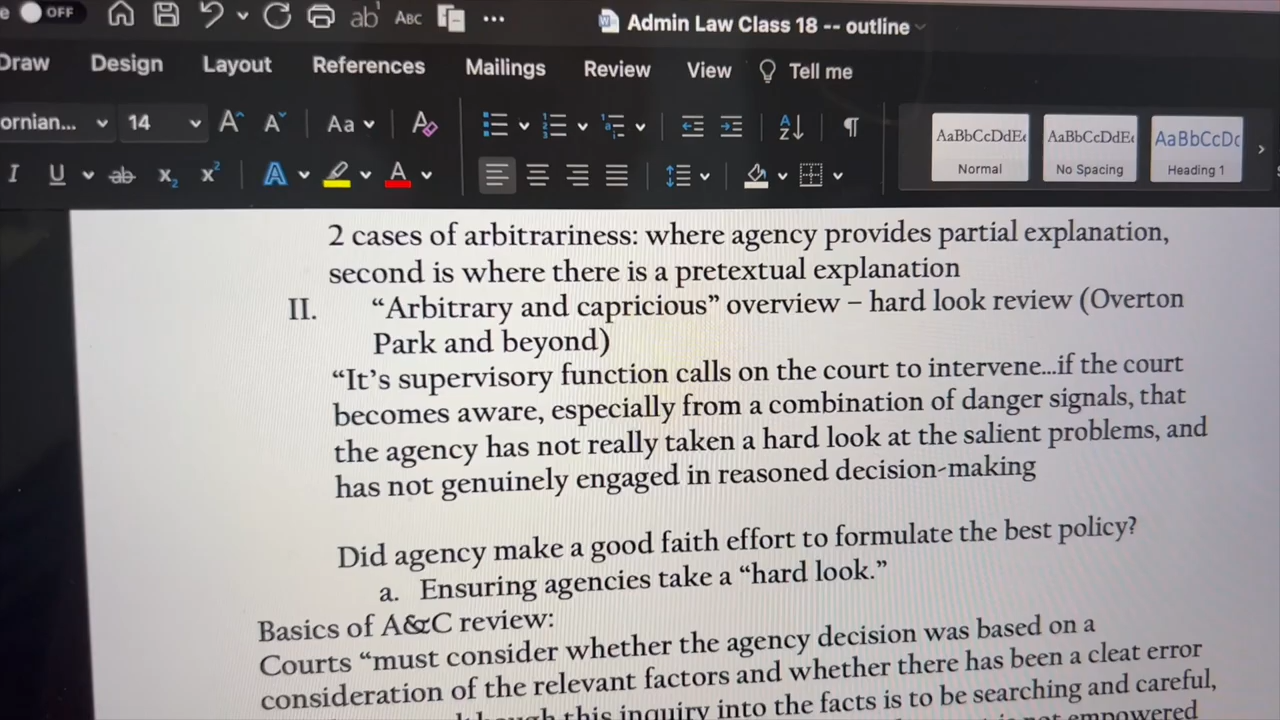 OFF
ab
ABC
Admin Law Class 18 -- outline
Draw Design Layout References Mailings Review View Tell me
ornian... 14 A A Aa A
AaBbCcDdEe AaBbCcDdEe AaBbCcDc
I U ab x2 x2 A A
Normal No Spacing Heading 1
2 cases of arbitrariness: where agency provides partial explanation,
second is where there is a pretextual explanation
II. “Arbitrary and capricious” overview – hard look review (Overton
Park and beyond)
“It’s supervisory function calls on the court to intervene...if the court
becomes aware, especially from a combination of danger signals, that
the agency has not really taken a hard look at the salient problems, and
has not genuinely engaged in reasoned decision-making
Did agency make a good faith effort to formulate the best policy?
a. Ensuring agencies take a “hard look.”
Basics of A&C review:
Courts “must consider whether the agency decision was based on a
consideration of the relevant factors and whether there has been a cleat error
this inquiry into the facts is to be searching and careful,
is not empowered